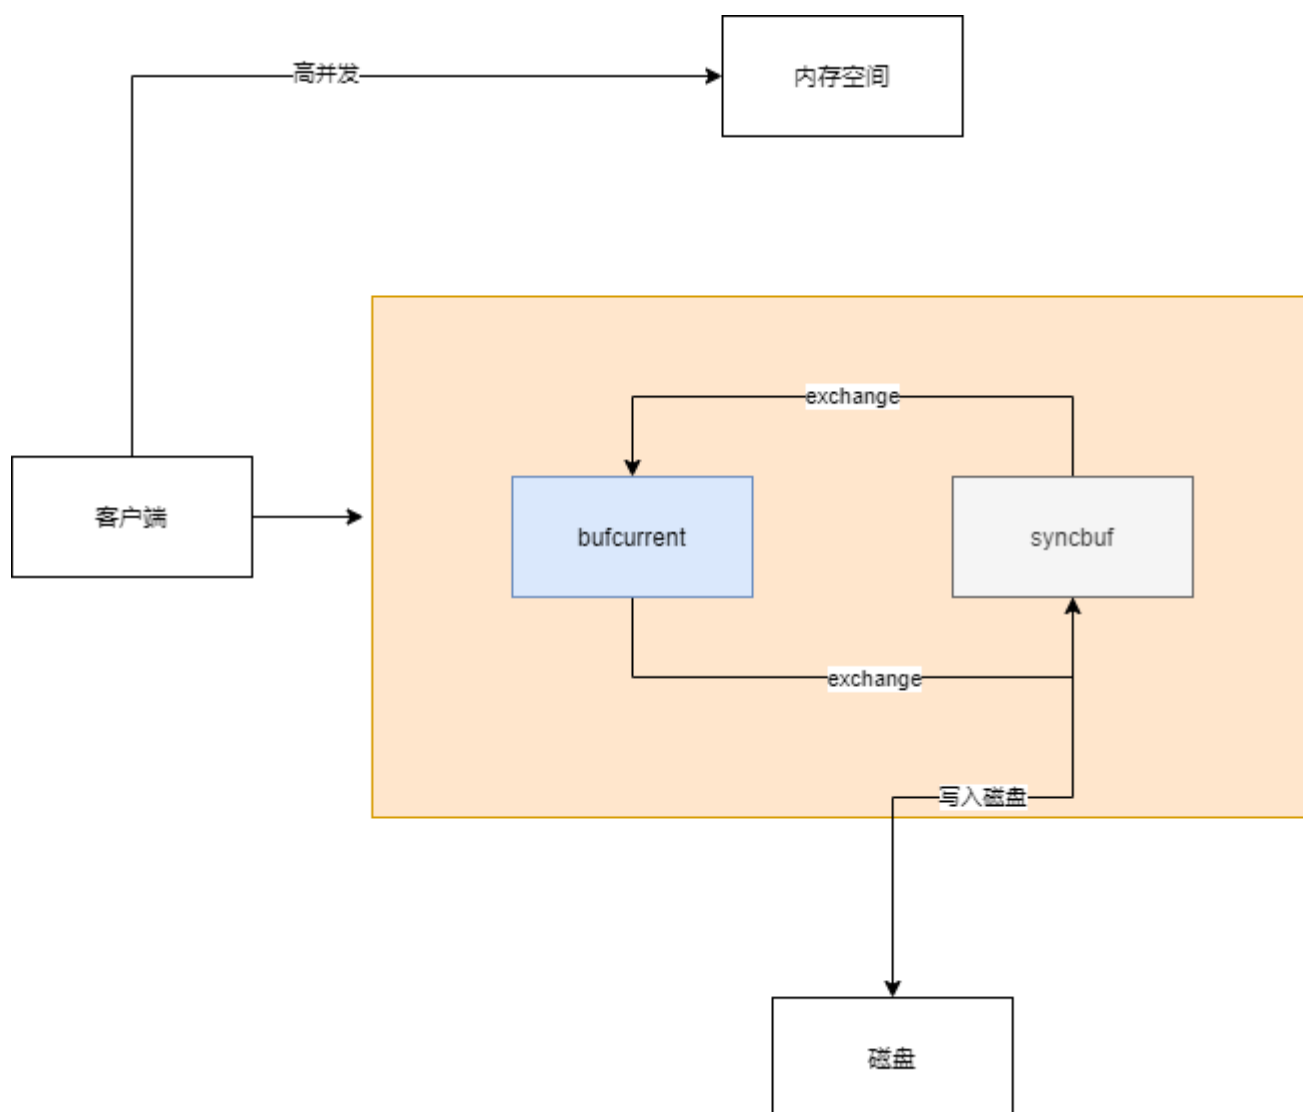 高并发
内存空间
exchange
客户端
bufcurrent
syncbuf
exchange
写入磁盘
磁盘